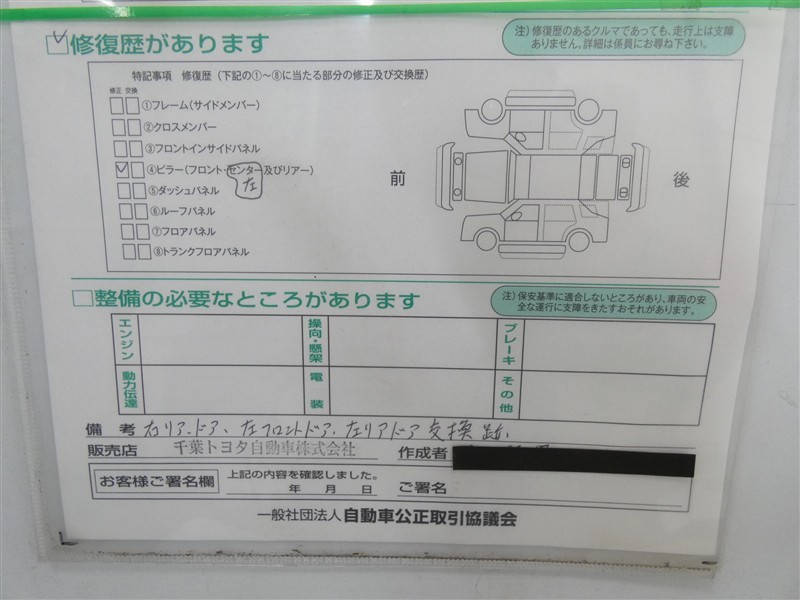 修復歴があります
注）修復歴のあるクルマであっても、走行上は支障
ありません。詳細は係員にお尋ね下さい。
特記事項　修復歴（下記の①～⑧に当たる部分の修正及び交換歴）
修正 交換
①フレーム（サイドメンバー）
②クロスメンバー
③フロントインサイドパネル
④ピラー（フロント・センター及びリアー）
左
⑤ダッシュパネル
⑥ルーフパネル
⑦フロアパネル
⑧トランクフロアパネル
前
後
整備の必要なところがあります
注）保安基準に適合しないところがあり、車両の安
全な運行に支障をきたすおそれがあります。
エンジン
操向・懸架
ブレーキ
動力伝達
電装
その他
備考 右リアードア、左フロントドア、左リアドア交換跡
販売店 千葉トヨタ自動車株式会社 作成者
お客様ご署名欄 上記の内容を確認しました。
年 月 日 ご署名
一般社団法人 自動車公正取引協議会